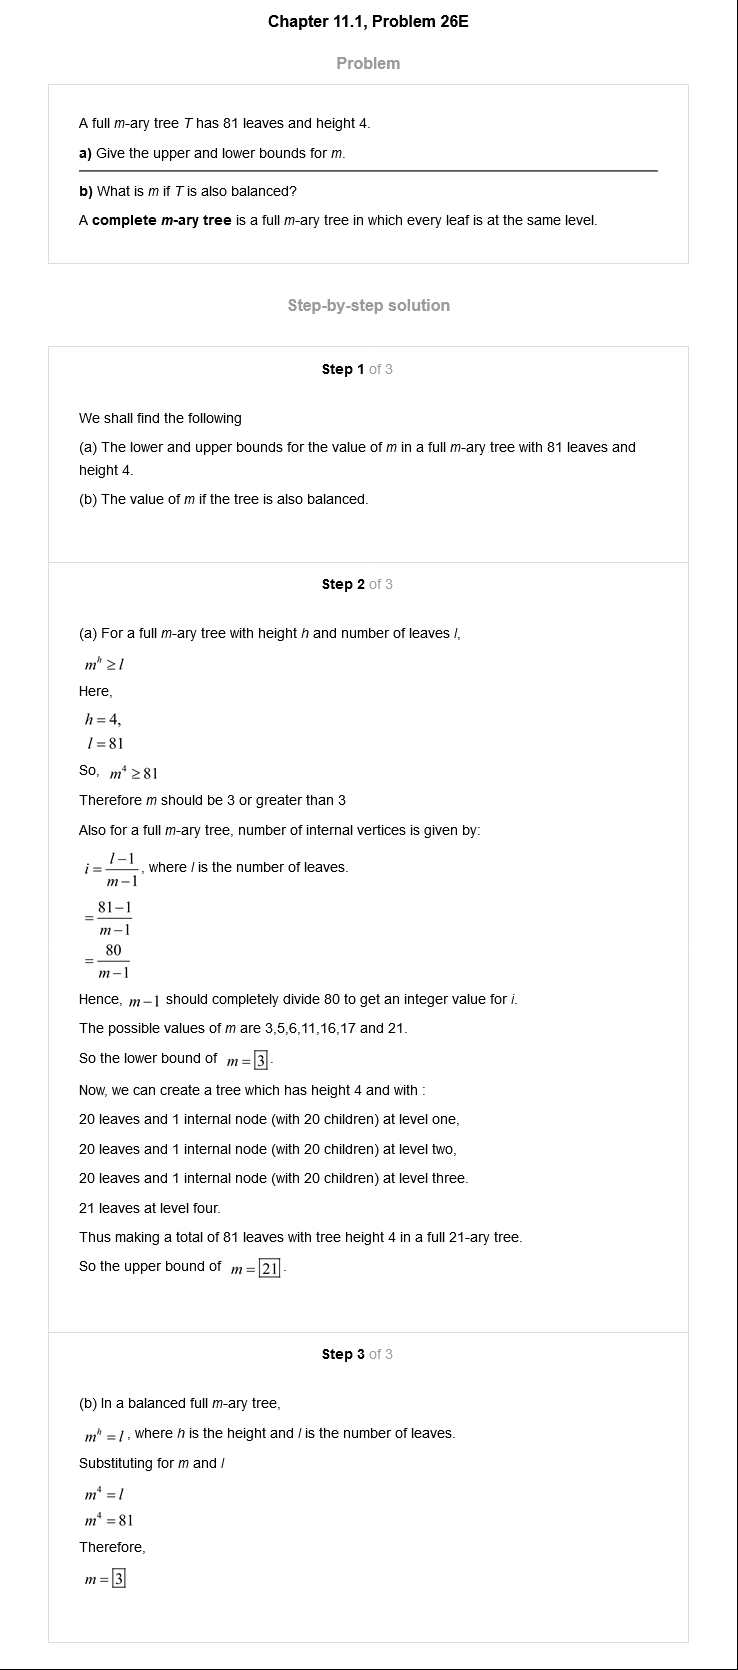 Chapter 11.1, Problem 26E
Problem
A full m-ary tree T has 81 leaves and height 4.
a) Give the upper and lower bounds for m.
b) What is m if T is also balanced?
A complete m-ary tree is a full m-ary tree in which every leaf is at the same level.
Step-by-step solution
Step 1 of 3
We shall find the following
(a) The lower and upper bounds for the value of m in a full m-ary tree with 81 leaves and
height 4.
(b) The value of m if the tree is also balanced.
Step 2 of 3
(a) For a full m-ary tree with height h and number of leaves l,
m^h ≥ l
Here,
h = 4,
l = 81
So, m^4 ≥ 81
Therefore m should be 3 or greater than 3
Also for a full m-ary tree, number of internal vertices is given by:
i = (l−1)/(m−1), where l is the number of leaves.
= (81−1)/(m−1)
= 80/(m−1)
Hence, m−1 should completely divide 80 to get an integer value for i.
The possible values of m are 3,5,6,11,16,17 and 21.
So the lower bound of m = 3.
Now, we can create a tree which has height 4 and with :
20 leaves and 1 internal node (with 20 children) at level one,
20 leaves and 1 internal node (with 20 children) at level two,
20 leaves and 1 internal node (with 20 children) at level three.
21 leaves at level four.
Thus making a total of 81 leaves with tree height 4 in a full 21-ary tree.
So the upper bound of m = 21.
Step 3 of 3
(b) In a balanced full m-ary tree,
m^h = l, where h is the height and l is the number of leaves.
Substituting for m and l
m^4 = l
m^4 = 81
Therefore,
m = 3